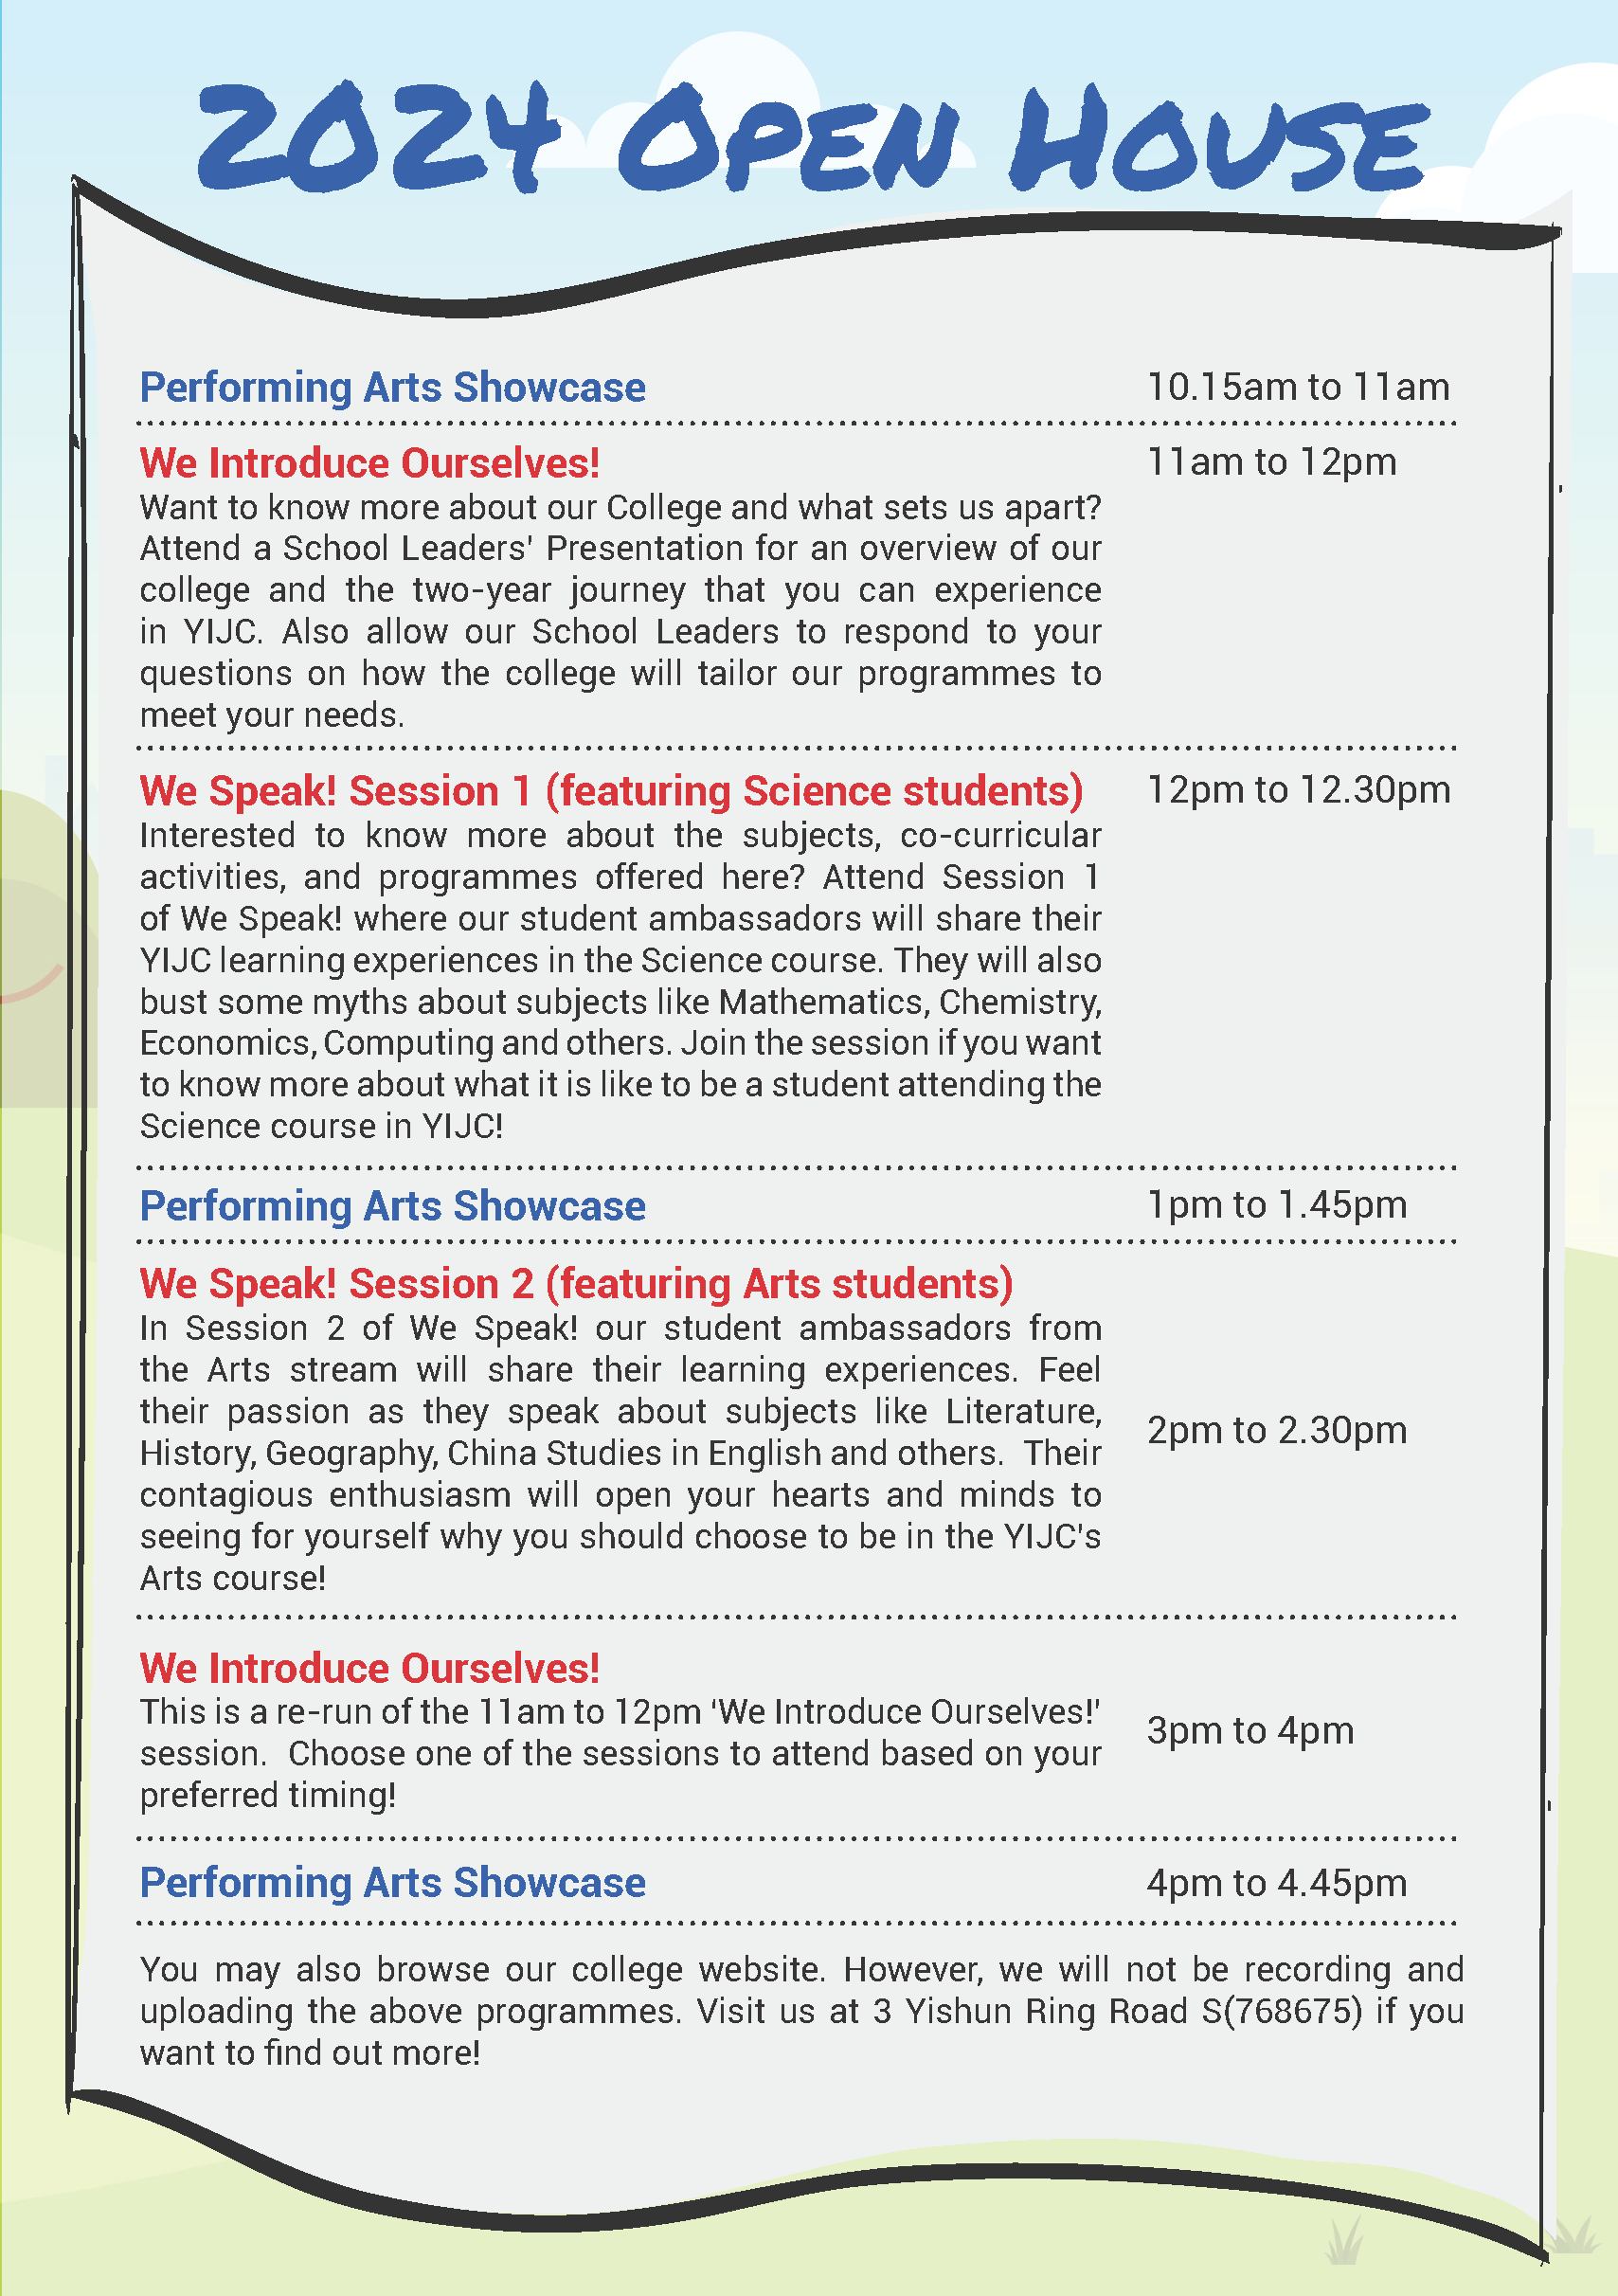 2024 Open House
Performing Arts Showcase 10.15am to 11am
We Introduce Ourselves! 11am to 12pm
Want to know more about our College and what sets us apart?
Attend a School Leaders' Presentation for an overview of our
college and the two-year journey that you can experience
in YIJC. Also allow our School Leaders to respond to your
questions on how the college will tailor our programmes to
meet your needs.
We Speak! Session 1 (featuring Science students) 12pm to 12.30pm
Interested to know more about the subjects, co-curricular
activities, and programmes offered here? Attend Session 1
of We Speak! where our student ambassadors will share their
YIJC learning experiences in the Science course. They will also
bust some myths about subjects like Mathematics, Chemistry,
Economics, Computing and others. Join the session if you want
to know more about what it is like to be a student attending the
Science course in YIJC!
Performing Arts Showcase 1pm to 1.45pm
We Speak! Session 2 (featuring Arts students)
In Session 2 of We Speak! our student ambassadors from
the Arts stream will share their learning experiences. Feel
their passion as they speak about subjects like Literature,
2pm to 2.30pm
History, Geography, China Studies in English and others. Their
contagious enthusiasm will open your hearts and minds to
seeing for yourself why you should choose to be in the YIJC's
Arts course!
We Introduce Ourselves!
This is a re-run of the 11am to 12pm 'We Introduce Ourselves!'
3pm to 4pm
session. Choose one of the sessions to attend based on your
preferred timing!
Performing Arts Showcase 4pm to 4.45pm
You may also browse our college website. However, we will not be recording and
uploading the above programmes. Visit us at 3 Yishun Ring Road S(768675) if you
want to find out more!